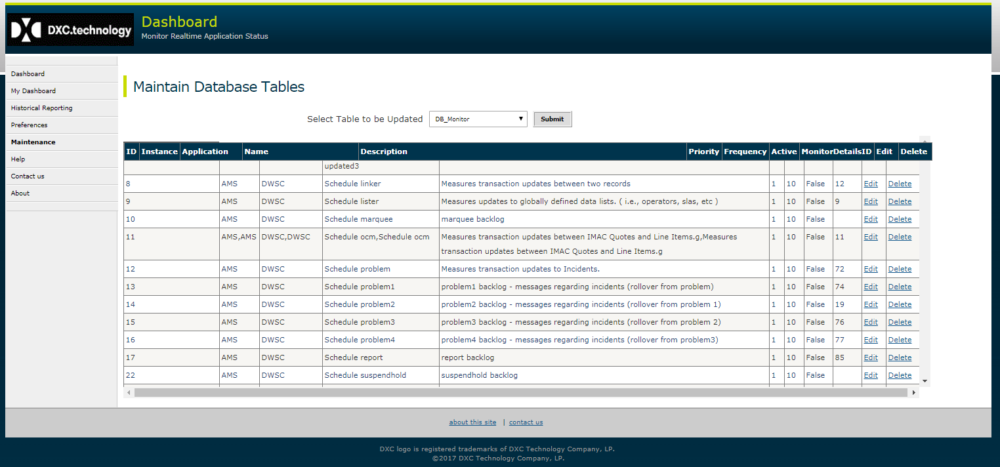 DXC.technology
Dashboard
Monitor Realtime Application Status
Dashboard
My Dashboard
Historical Reporting
Preferences
Maintenance
Help
Contact us
About
Maintain Database Tables
Select Table to be Updated DB_Monitor Submit
ID Instance Application Name Description Priority Frequency Active MonitorDetailsID Edit Delete
updated3
8 AMS DWSC Schedule linker Measures transaction updates between two records 1 10 False 12 Edit Delete
9 AMS DWSC Schedule lister Measures updates to globally defined data lists. ( i.e., operators, slas, etc ) 1 10 False 9 Edit Delete
10 AMS DWSC Schedule marquee marquee backlog 1 10 False Edit Delete
11 AMS,AMS DWSC,DWSC Schedule ocm,Schedule ocm Measures transaction updates between IMAC Quotes and Line Items.g,Measures 1 10 False 11 Edit Delete
transaction updates between IMAC Quotes and Line Items.g
12 AMS DWSC Schedule problem Measures transaction updates to Incidents. 1 10 False 72 Edit Delete
13 AMS DWSC Schedule problem1 problem1 backlog - messages regarding incidents (rollover from problem) 1 10 False 74 Edit Delete
14 AMS DWSC Schedule problem2 problem2 backlog - messages regarding incidents (rollover from problem 1) 1 10 False 19 Edit Delete
15 AMS DWSC Schedule problem3 problem3 backlog - messages regarding incidents (rollover from problem 2) 1 10 False 76 Edit Delete
16 AMS DWSC Schedule problem4 problem4 backlog - messages regarding incidents (rollover from problem3) 1 10 False 77 Edit Delete
17 AMS DWSC Schedule report report backlog 1 10 False 85 Edit Delete
22 AMS DWSC Schedule suspendhold suspendhold backlog 1 10 False Edit Delete
about this site | contact us
DXC logo is registered trademarks of DXC Technology Company, LP.
©2017 DXC Technology Company, LP.